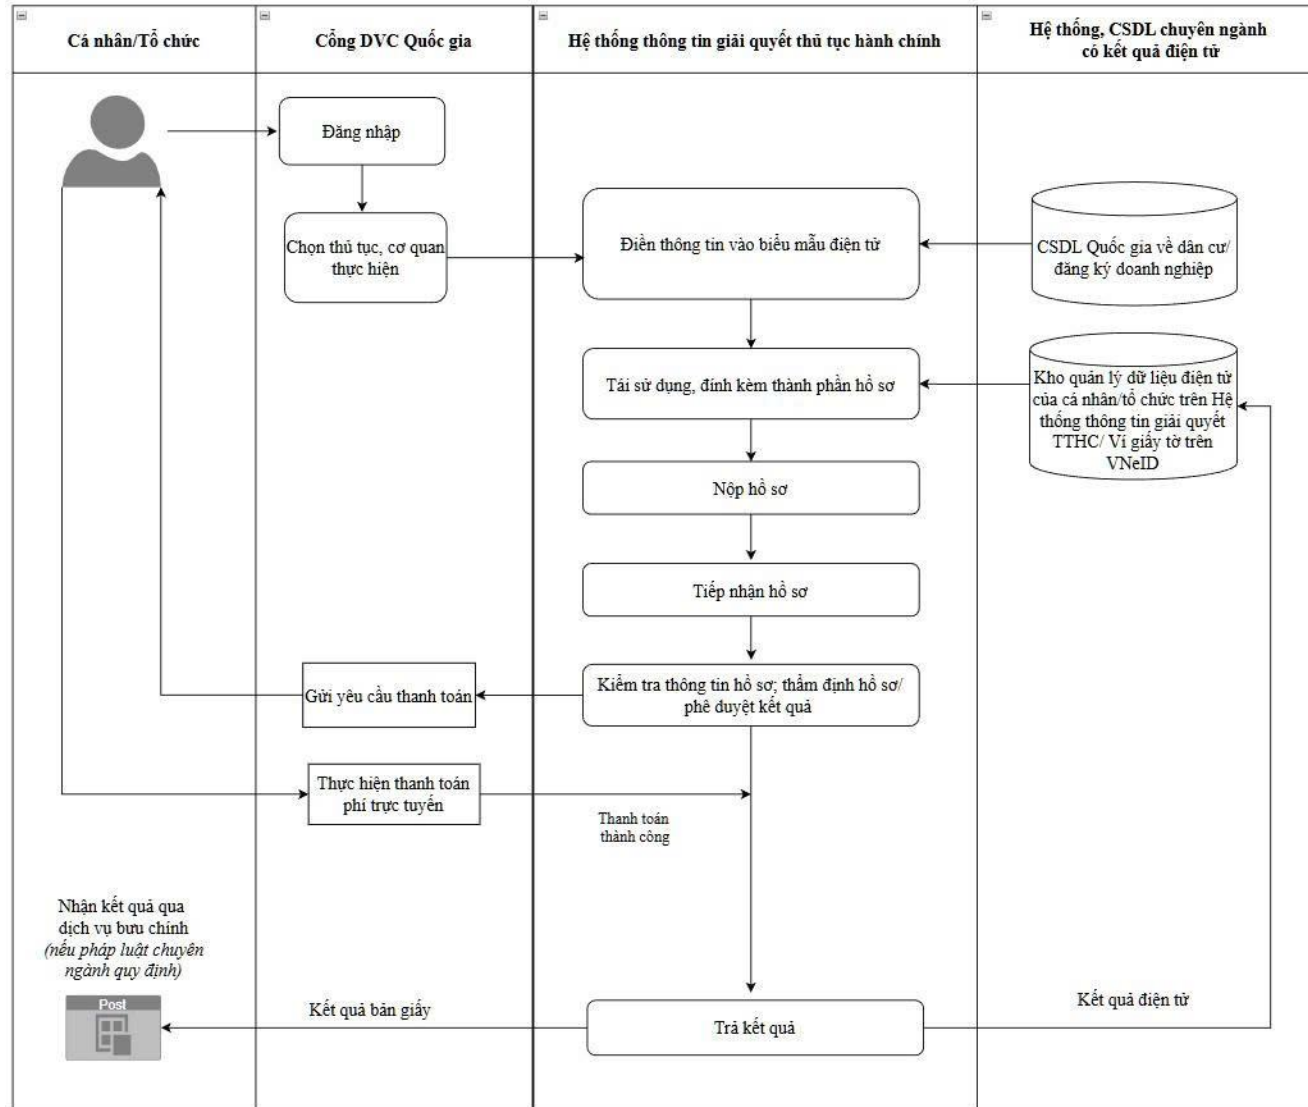 Cá nhân/Tổ chức
Cổng DVC Quốc gia
Hệ thống thông tin giải quyết thủ tục hành chính
Hệ thống, CSDL chuyên ngành
có kết quả điện tử
Đăng nhập
Chọn thủ tục, cơ quan
thực hiện
Điền thông tin vào biểu mẫu điện tử
CSDL Quốc gia về dân cư/
đăng ký doanh nghiệp
Tái sử dụng, đính kèm thành phần hồ sơ
Kho quản lý dữ liệu điện tử
của cá nhân/tổ chức trên Hệ
thống thông tin giải quyết
TTHC/ Ví giấy tờ trên
VNeID
Nộp hồ sơ
Tiếp nhận hồ sơ
Gửi yêu cầu thanh toán
Kiểm tra thông tin hồ sơ; thẩm định hồ sơ/
phê duyệt kết quả
Thực hiện thanh toán
phí trực tuyến
Thanh toán
thành công
Nhận kết quả qua
dịch vụ bưu chính
(nếu pháp luật chuyên
ngành quy định)
Post
Kết quả bản giấy
Trả kết quả
Kết quả điện tử